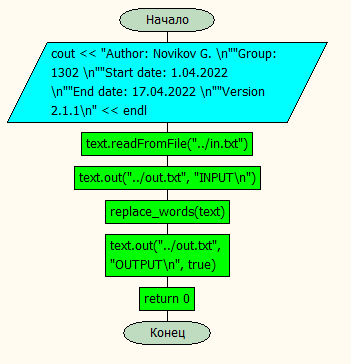 Начало
cout << "Author: Novikov G. \n""Group:
1302 \n""Start date: 1.04.2022
\n""End date: 17.04.2022 \n""Version
2.1.1\n" << endl
text.readFromFile("../in.txt")
text.out("../out.txt", "INPUT\n")
replace_words(text)
text.out("../out.txt",
"OUTPUT\n", true)
return 0
Конец